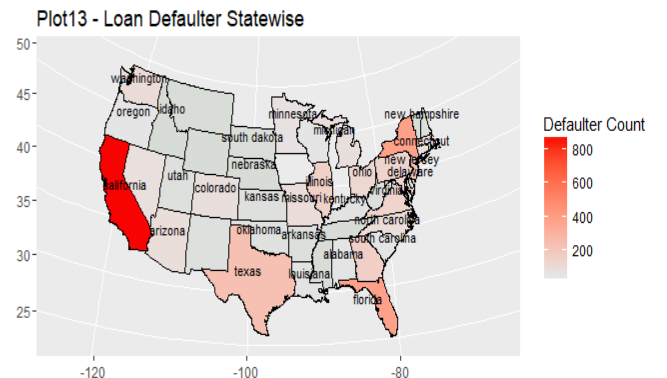 Plot13 - Loan Defaulter Statewise
50
45
40
35
30
25
-120
-100
-80
washington
oregon
idaho
minnesota
michigan
new hampshire
south dakota
connecticut
nebraska
new jersey
utah
colorado
illinois
ohio
delaware
california
kansas
missouri
kentucky
virginia
arizona
oklahoma
arkansas
north carolina
south carolina
alabama
texas
louisiana
florida
Defaulter Count
800
600
400
200